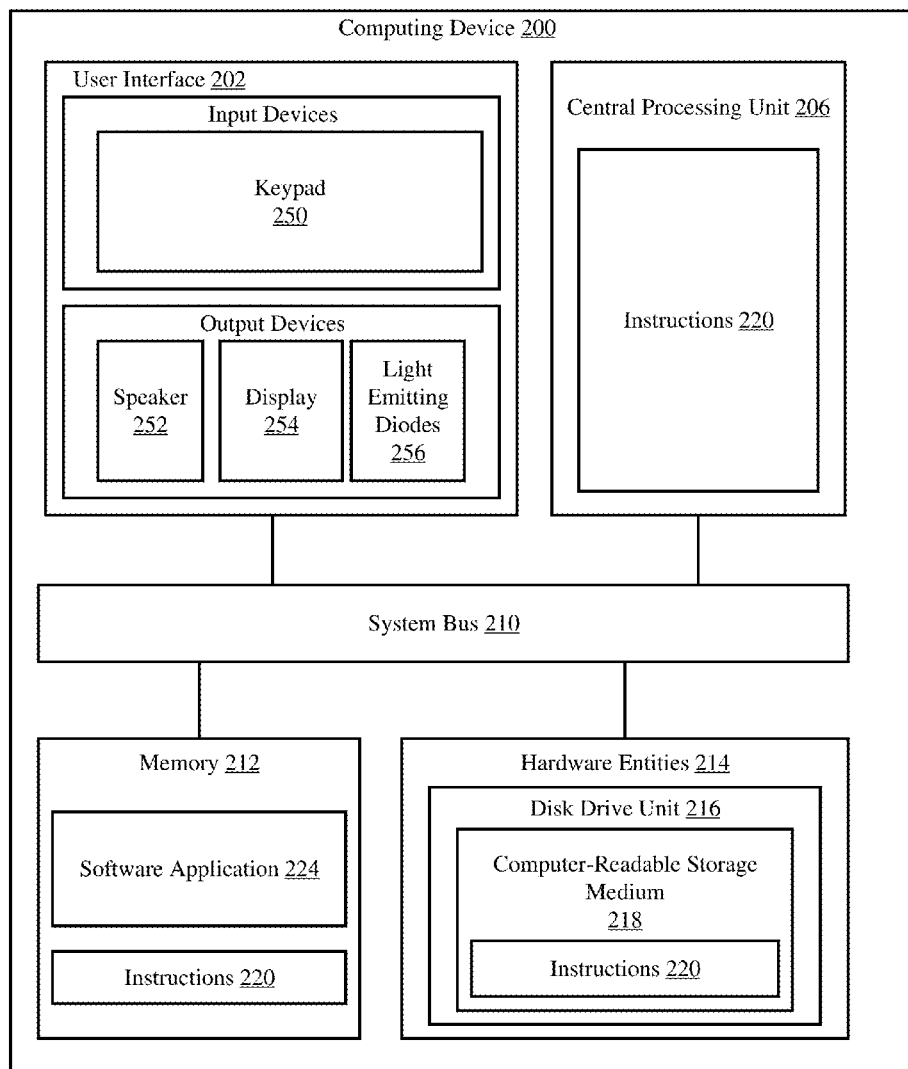 Computing Device 200
User Interface 202
Input Devices
Keypad
250
Output Devices
Speaker
252
Display
254
Light
Emitting
Diodes
256
Central Processing Unit 206
Instructions 220
System Bus 210
Memory 212
Software Application 224
Instructions 220
Hardware Entities 214
Disk Drive Unit 216
Computer-Readable Storage
Medium
218
Instructions 220